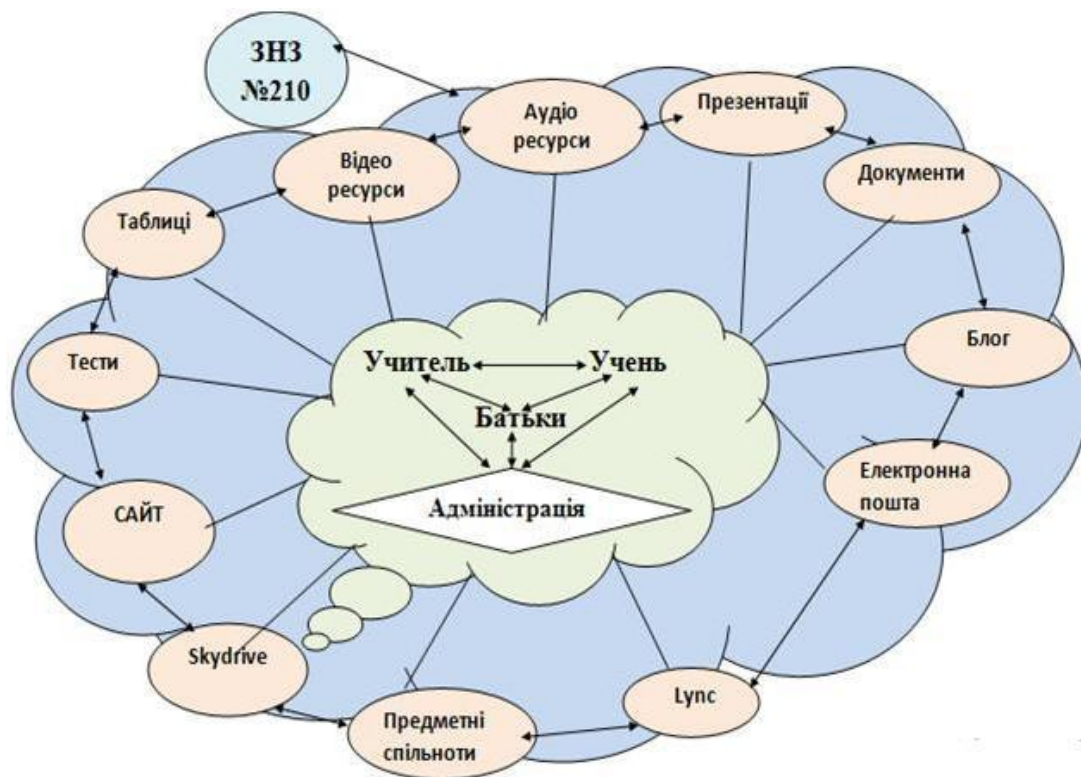 ЗНЗ
№210
Аудіо
ресурси
Презентації
Відео
ресурси
Документи
Таблиці
Тести
Блог
Учитель
Учень
Батьки
Адміністрація
Електронна
пошта
САЙТ
Skydrive
Предметні
спільноти
Lync